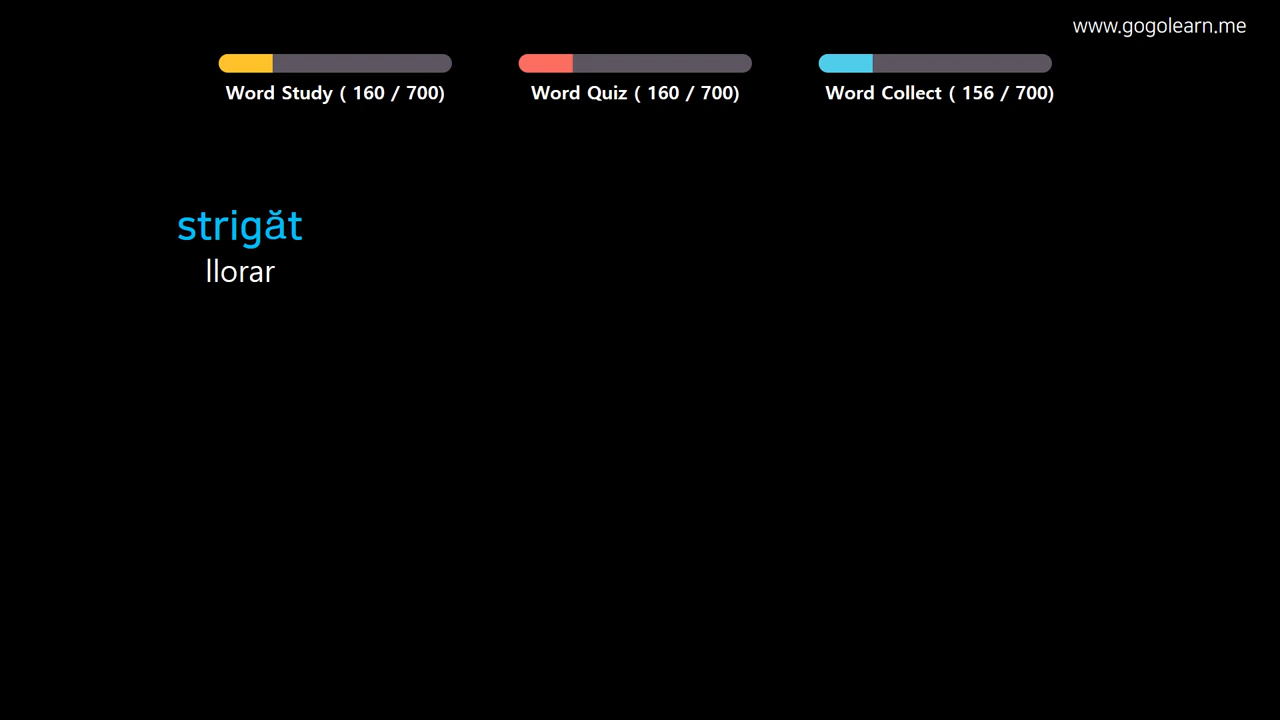 www.gogolearn.me
Word Study ( 160 / 700)
Word Quiz ( 160 / 700)
Word Collect ( 156 / 700)
strigăt
llorar